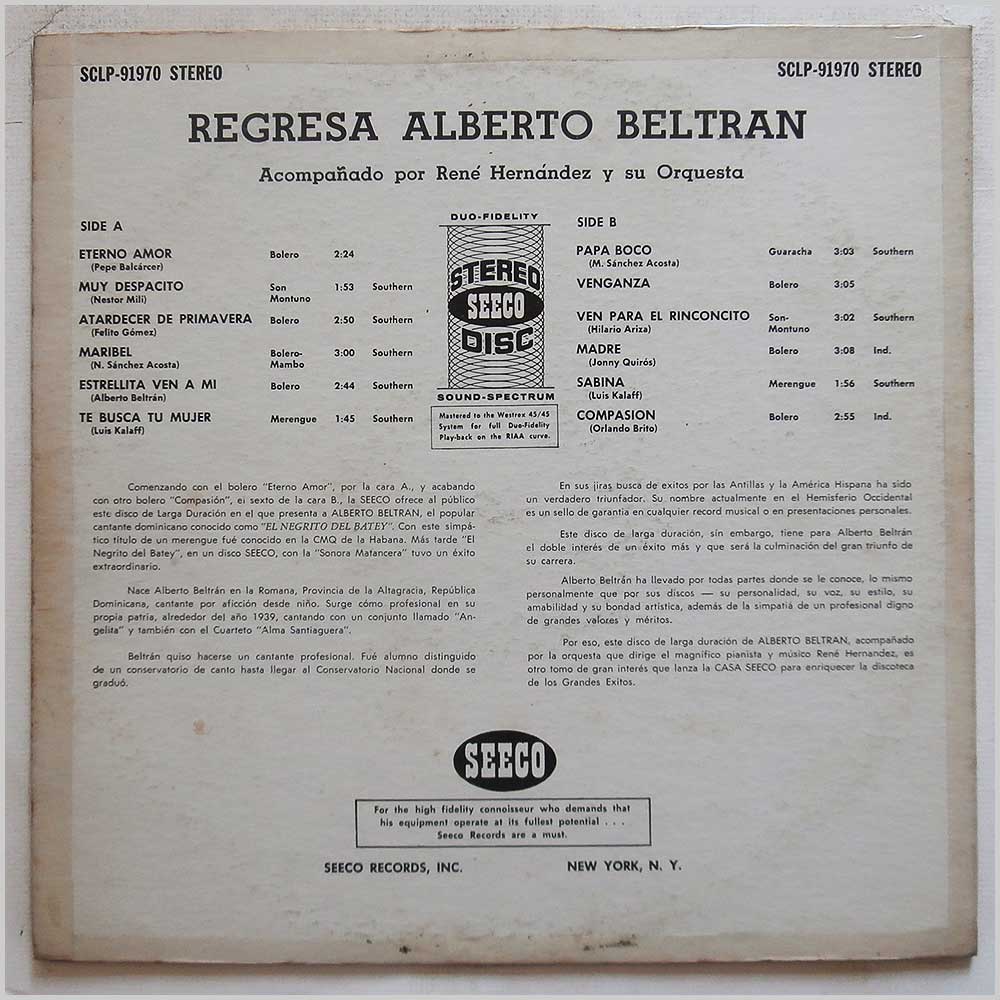 SCLP-91970 STEREO
SCLP-91970 STEREO
REGRESA ALBERTO BELTRAN
Acompañado por René Hernández y su Orquesta
SIDE A
ETERNO AMOR Bolero 2:24
(Pepe Balcárcer)
MUY DESPACITO Son 1:53 Southern
(Nestor Mili) Montuno
ATARDECER DE PRIMAVERA Bolero 2:50 Southern
(Felito Gómez)
MARIBEL Bolero- 3:00 Southern
(N. Sánchez Acosta) Mambo
ESTRELLITA VEN A MI Bolero 2:44 Southern
(Alberto Beltrán)
TE BUSCA TU MUJER Merengue 1:45 Southern
(Luis Kalaff)
DUO-FIDELITY
STEREO
SEECO
DISC
SOUND-SPECTRUM
Mastered to the Westrex 45/45
System for full Duo-Fidelity
Play-back on the RIAA curve.
SIDE B
PAPA BOCO Guaracha 3:03 Southern
(M. Sánchez Acosta)
VENGANZA Bolero 3:05
VEN PARA EL RINCONCITO Son- 3:02 Southern
(Hilario Ariza) Montuno
MADRE Bolero 3:08 Ind.
(Jonny Quirós)
SABINA Merengue 1:56 Southern
(Luis Kalaff)
COMPASION Bolero 2:55 Ind.
(Orlando Brito)
Comenzando con el bolero "Eterno Amor", por la cara A., y acabando
con otro bolero "Compasión", el sexto de la cara B., la SEECO ofrece al público
este disco de Larga Duración en el que presenta a ALBERTO BELTRAN, el popular
cantante dominicano conocido como "EL NEGRITO DEL BATEY". Con este simpá-
tico título de un merengue fué conocido en la CMQ de la Habana. Más tarde "El
Negrito del Batey", en un disco SEECO, con la "Sonora Matancera" tuvo un éxito
extraordinario.
Nace Alberto Beltrán en la Romana, Provincia de la Altagracia, República
Dominicana, cantante por afición desde niño. Surge cómo profesional en su
propia patria, alrededor del año 1939, cantando con un conjunto llamado "An-
gelita" y también con el Cuarteto "Alma Santiaguera".
Beltrán quiso hacerse un cantante profesional. Fué alumno distinguido
de un conservatorio de canto hasta llegar al Conservatorio Nacional donde se
graduó.
En sus jiras busca de exitos por las Antillas y la América Hispana ha sido
un verdadero triunfador. Su nombre actualmente en el Hemisferio Occidental
es un sello de garantia en cualquier record musical o en presentaciones personales.
Este disco de larga duración, sin embargo, tiene para Alberto Beltrán
el doble interés de un éxito más y que será la culminación del gran triunfo de
su carrera.
Alberto Beltrán ha llevado por todas partes donde se le conoce, lo mismo
personalmente que por sus discos — su personalidad, su voz, su estilo, su
amabilidad y su bondad artística, además de la simpatiá de un profesional digno
de grandes valores y méritos.
Por eso, este disco de larga duración de ALBERTO BELTRAN, acompañado
por la orquesta que dirige el magnífico pianista y músico René Hernandez, es
otro tomo de gran interés que lanza la CASA SEECO para enriquecer la discoteca
de los Grandes Exitos.
SEECO
For the high fidelity connoisseur who demands that
his equipment operate at its fullest potential . . .
Seeco Records are a must.
SEECO RECORDS, INC. NEW YORK, N. Y.